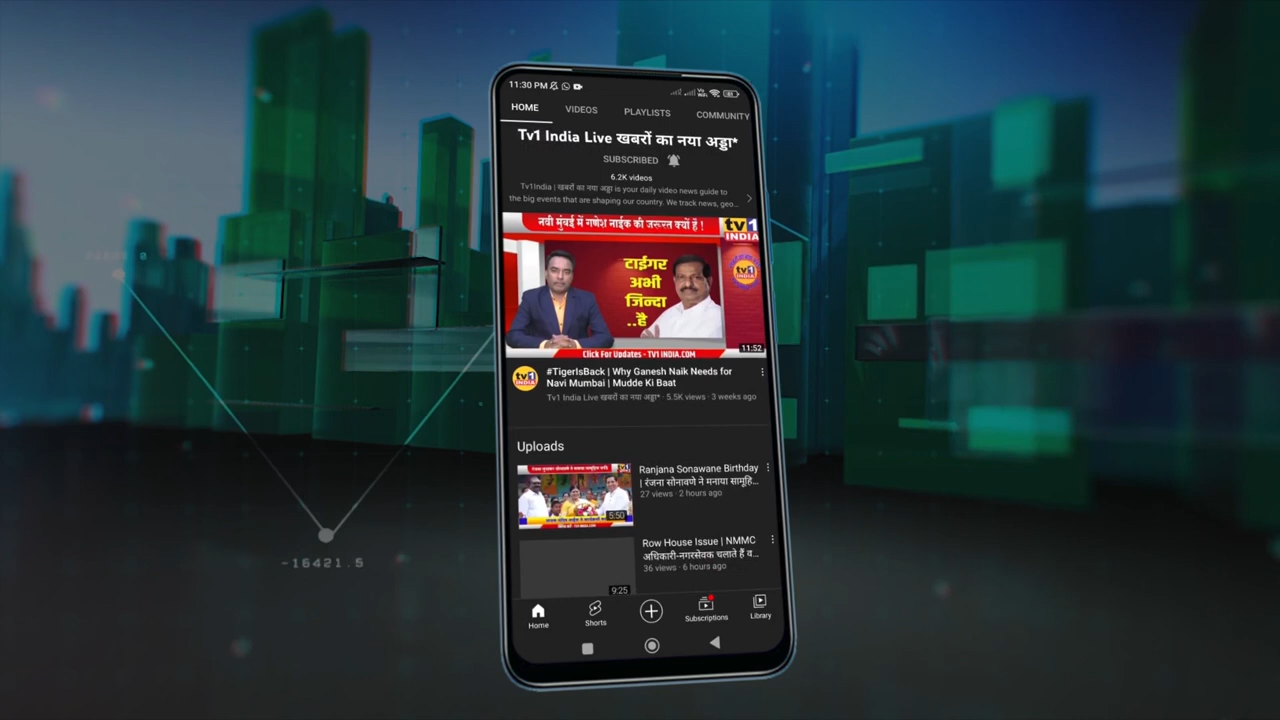 11:30 PM
HOME VIDEOS PLAYLISTS COMMUNITY
Tv1 India Live खबरों का नया अड्डा*
SUBSCRIBED
6.2K videos
Tv1India | खबरों का नया अड्डा is your daily video news guide to
the big events that are shaping our country. We track news, geo...
नवी मुंबई में गणेश नाईक की जरूरत क्यों है !
tv1
INDIA
tv1
INDIA
टाईगर
अभी
जिन्दा
..है
11:52
Click For Updates - TV1 INDIA.COM
tv1
INDIA
#TigerIsBack | Why Ganesh Naik Needs for
Navi Mumbai | Mudde Ki Baat
Tv1 India Live खबरों का नया अड्डा* · 5.5K views · 3 weeks ago
Uploads
Ranjana Sonawane Birthday
| रंजना सोनावणे ने मनाया सामूहि...
27 views · 2 hours ago
5:50
Row House Issue | NMMC
अधिकारी-नगरसेवक चलाते हैं व...
36 views · 6 hours ago
9:25
Home Shorts Subscriptions Library
-16421.5